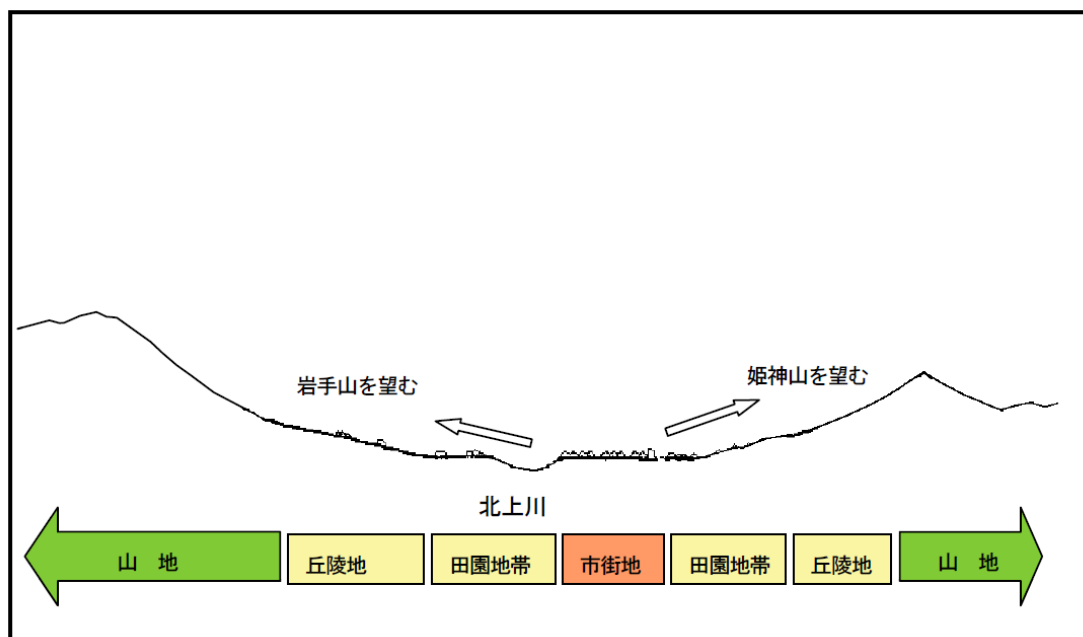 姫神山を望む
岩手山を望む
北上川
山 地
丘陵地
田園地帯
市街地
田園地帯
丘陵地
山 地